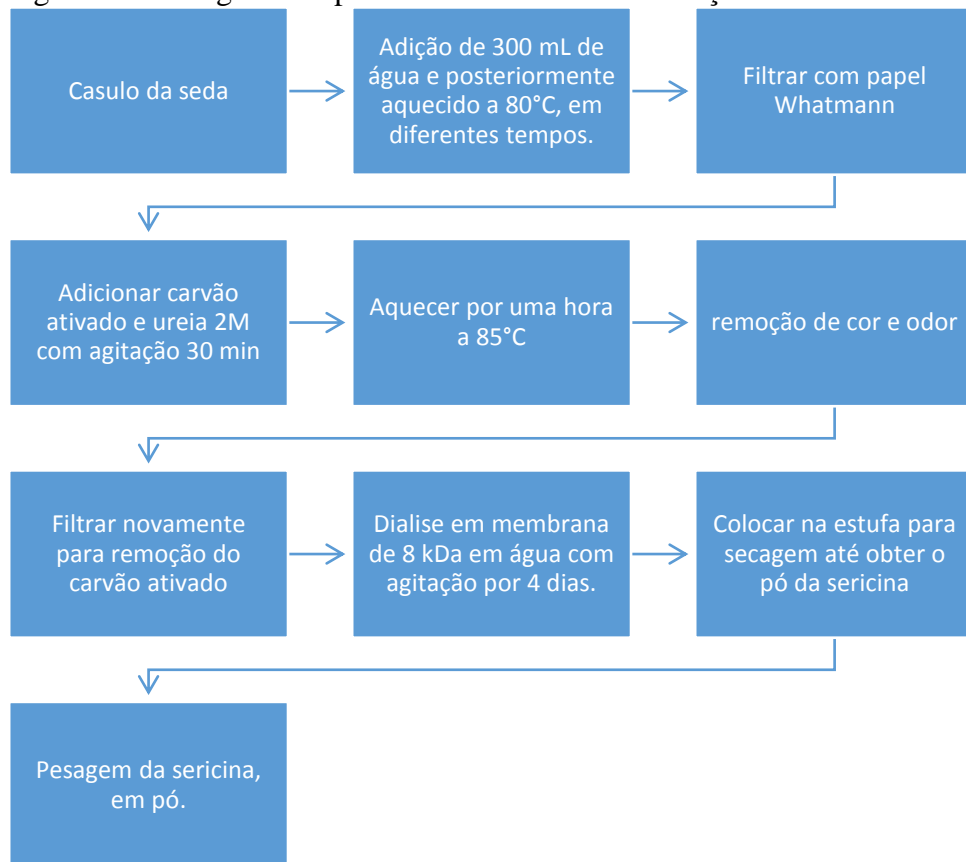 Casulo da seda
Adição de 300 mL de
água e posteriormente
aquecido a 80°C, em
diferentes tempos.
Filtrar com papel
Whatmann
Adicionar carvão
ativado e ureia 2M
com agitação 30 min
Aquecer por uma hora
a 85°C
remoção de cor e odor
Filtrar novamente
para remoção do
carvão ativado
Dialise em membrana
de 8 kDa em água com
agitação por 4 dias.
Colocar na estufa para
secagem até obter o
pó da sericina
Pesagem da sericina,
em pó.